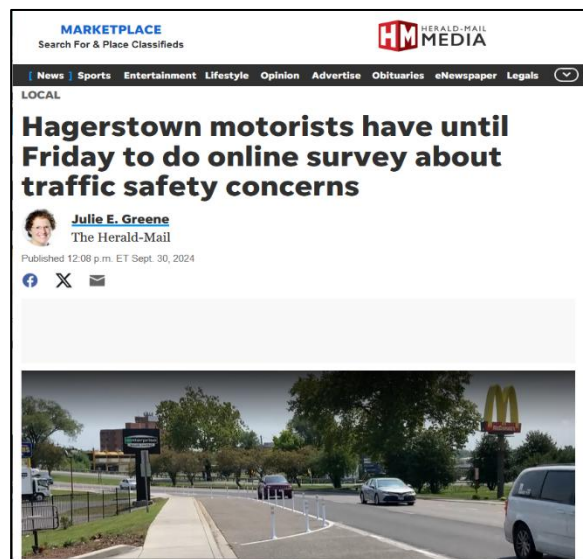 MARKETPLACE
Search For & Place Classifieds
HM HERALD-MAIL
MEDIA
[ News ] Sports Entertainment Lifestyle Opinion Advertise Obituaries eNewspaper Legals
LOCAL
Hagerstown motorists have until
Friday to do online survey about
traffic safety concerns
Julie E. Greene
The Herald-Mail
Published 12:08 p.m. ET Sept. 30, 2024
enterprise
McDonald's